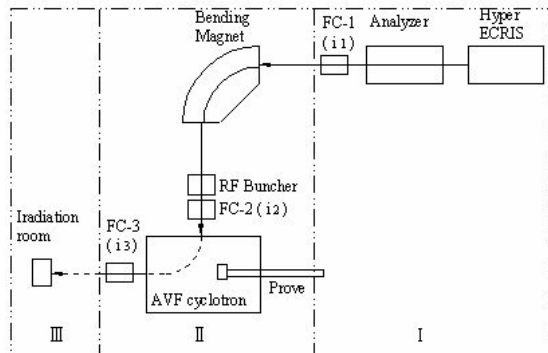 Bending
Magnet
FC-1
(i1)
Analyzer
Hyper
ECRIS
RF Buncher
FC-2 (i2)
Iradiation
room
FC-3
(i3)
AVF cyclotron
Prove
III
II
I